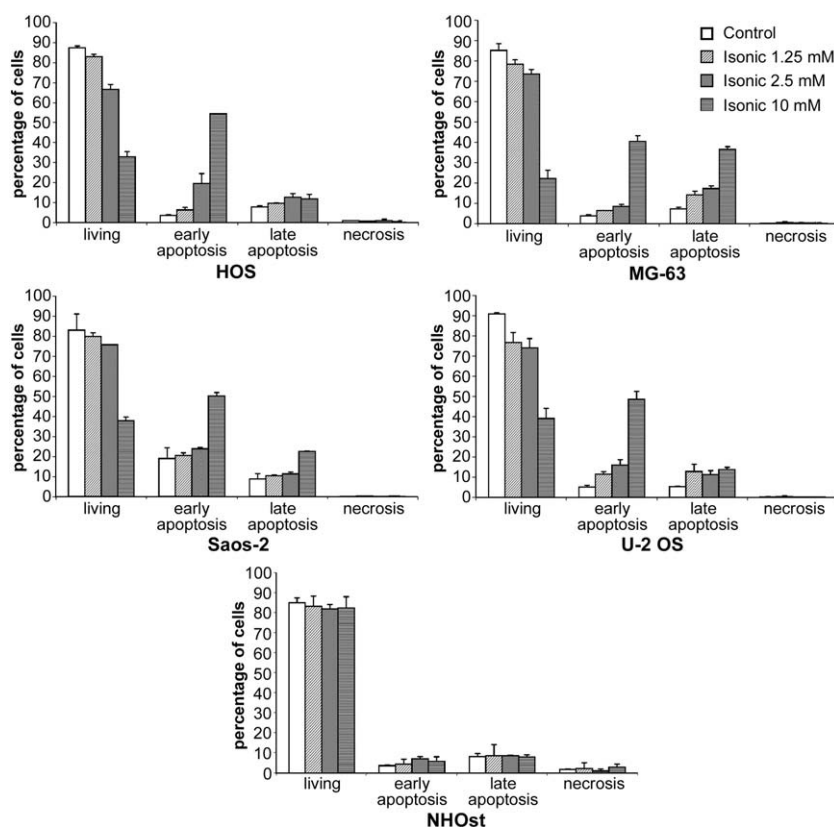 percentage of cells
100
90
80
70
60
50
40
30
20
10
0
living
early apoptosis
late apoptosis
necrosis
HOS
percentage of cells
100
90
80
70
60
50
40
30
20
10
0
living
early apoptosis
late apoptosis
necrosis
MG-63
Control
Isonic 1.25 mM
Isonic 2.5 mM
Isonic 10 mM
percentage of cells
100
90
80
70
60
50
40
30
20
10
0
living
early apoptosis
late apoptosis
necrosis
Saos-2
percentage of cells
100
90
80
70
60
50
40
30
20
10
0
living
early apoptosis
late apoptosis
necrosis
U-2 OS
percentage of cells
100
90
80
70
60
50
40
30
20
10
0
living
early apoptosis
late apoptosis
necrosis
NHOst